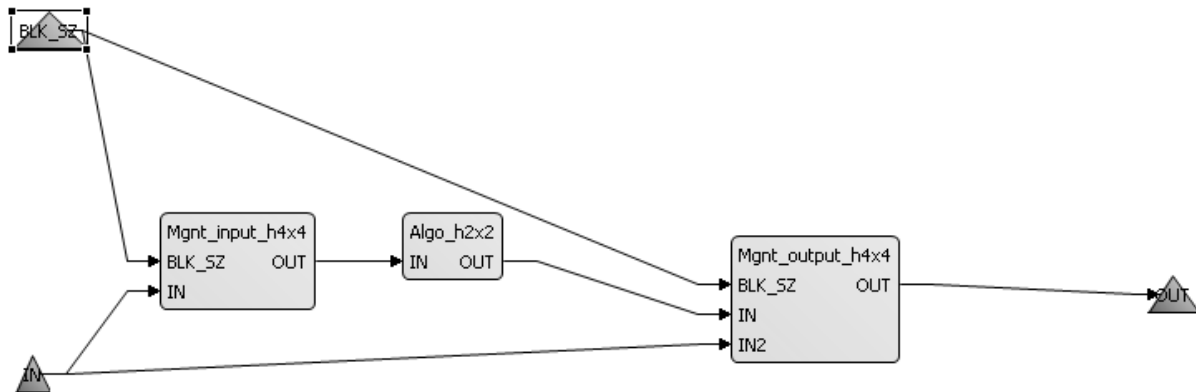 BLK_SZ
Mgnt_input_h4x4
BLK_SZ OUT
IN
Algo_h2x2
IN OUT
Mgnt_output_h4x4
BLK_SZ OUT
IN
IN2
OUT
IN